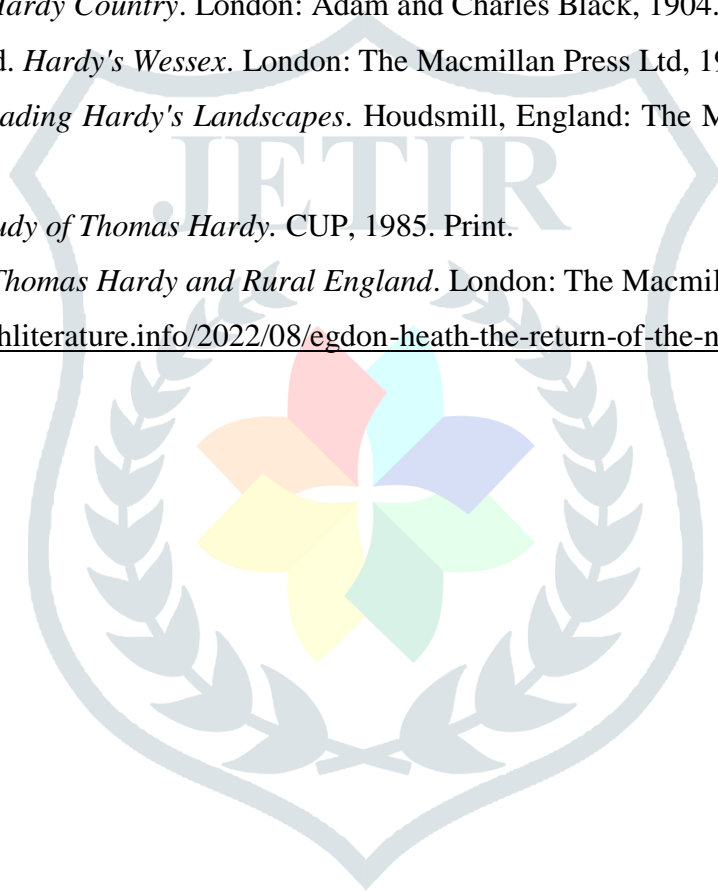 Hardy Country. London: Adam and Charles Black, 1904.
d. Hardy's Wessex. London: The Macmillan Press Ltd, 19
eading Hardy's Landscapes. Houdsmill, England: The M
JETIR
udy of Thomas Hardy. CUP, 1985. Print.
Thomas Hardy and Rural England. London: The Macmil
hliterature.info/2022/08/egdon-heath-the-return-of-the-n